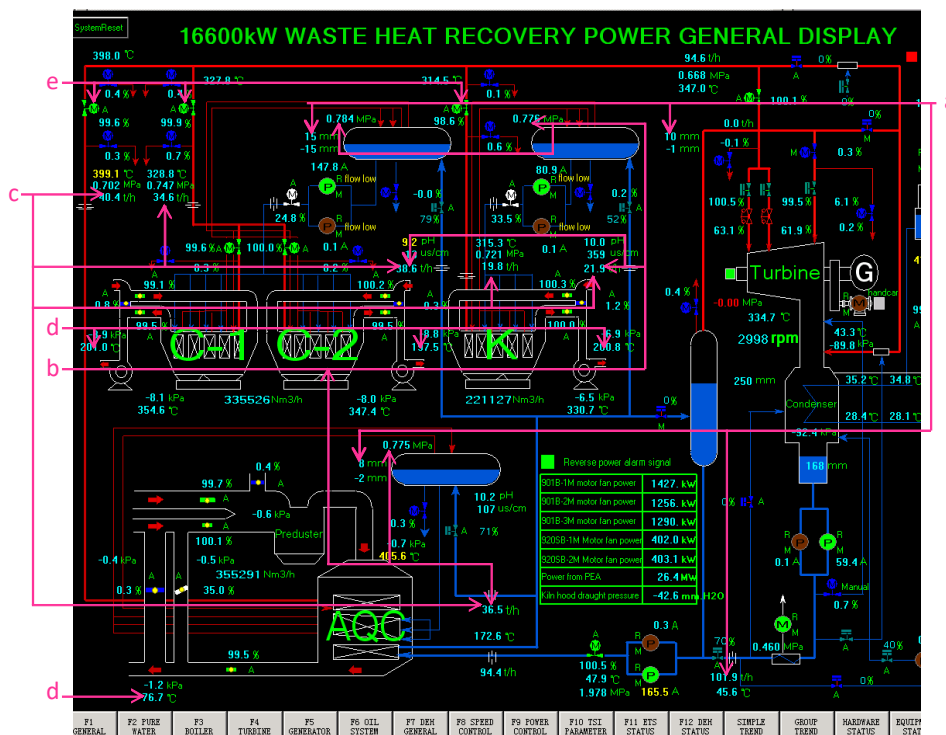 SystemReset
16600kW WASTE HEAT RECOVERY POWER GENERAL DISPLAY
398.0 ℃
94.6 t/h
0%
0.668 MPa
347.8 ℃
e
327.8 ℃
314.5 ℃
0.4 %
0.1 %
100.1 %
0%
a
99.6 %
99.9 %
0.784 MPa
98.6 %
0.776 MPa
0%
15 mm
-15 mm
10 mm
-1 mm
0.0 t/h
-0.1 %
0.3 %
0.7 %
0.6 %
0.3 %
399.1 ℃
328.8 ℃
147.8 A
80.9 A
0.702 MPa
0.747 MPa
flow low
flow low
c
40.4 t/h
34.6 t/h
-0.0 %
0.2 %
100.5 %
99.5 %
6.1 %
24.8 %
79%
33.5 %
52%
flow low
flow low
63.1 %
61.9 %
0.2 %
99.6 %
100.0 %
0.1 A
9.2 pH
us/cm
315.3 ℃
0.1 A
10.0 pH
359 us/cm
0.721 MPa
8.3 %
8.2 %
38.6 t/h
19.8 t/h
21.9 t/h
Turbine
G
99.1 %
100.2 %
100.3 %
0.4 %
handcar
0.8 %
0.3 %
1.2 %
-0.00 MPa
334.7 ℃
99.5 %
99.5 %
100.0 %
d
201.0 ℃
C-1
C-2
-8.8 kPa
197.5 ℃
K
200.8 ℃
2998 rpm
43.3 ℃
-89.8 kPa
b
-8.1 kPa
354.6 ℃
335526 Nm3/h
-8.0 kPa
347.4 ℃
221127 Nm3/h
-6.5 kPa
330.7 ℃
250 mm
35.2 ℃
34.8 ℃
0%
Condenser
28.4 ℃
28.1 ℃
-92.4 kPa
0.775 MPa
8 mm
-2 mm
Reverse power alarm signal
168 mm
0.4 %
99.7 %
901B-1M motor fan power 1427. kW
901B-2M motor fan power 1256. kW
901B-3M motor fan power 1290. kW
920SB-1M Motor fan power 402.0 kW
920SB-2M Motor fan power 403.1 kW
Power from PEA 26.4 MW
Kiln hood draught pressure -42.6 mm.H2O
10.2 pH
107 us/cm
0%
-0.6 kPa
Preduster
0.3 %
71%
100.1 %
-0.4 kPa
-0.5 kPa
355291 Nm3/h
-0.7 kPa
405.6 ℃
0.1 A
59.4 A
0.3 %
35.0 %
Manual
0.7 %
36.5 t/h
AQC
172.6 ℃
0.3 A
70%
0.460 MPa
40%
99.5 %
94.4 t/h
100.5 %
47.9 ℃
1.978 MPa
165.5 A
101.9 t/h
45.6 ℃
0%
d
-1.2 kPa
76.7 ℃
F1 GENERAL
F2 PURE WATER
F3 BOILER
F4 TURBINE
F5 GENERATOR
F6 OIL SYSTEM
F7 DEH GENERAL
F8 SPEED CONTROL
F9 POWER CONTROL
F10 TSI PARAMETER
F11 ETS STATUS
F12 DEH STATUS
SIMPLE TREND
GROUP TREND
HARDWARE STATUS